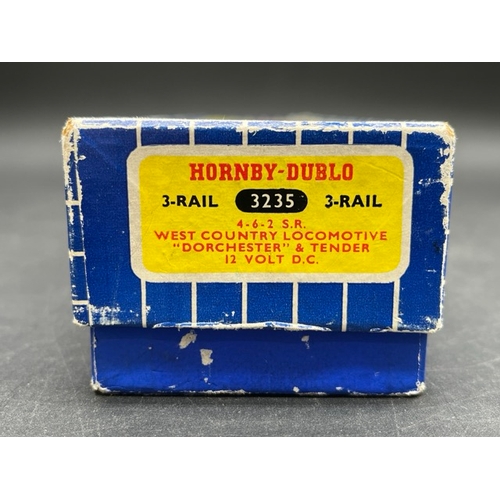 HORNBY-DUBLO
3-RAIL 3235 3-RAIL
4-6-2 S.R.
WEST COUNTRY LOCOMOTIVE
"DORCHESTER" & TENDER
12 VOLT D.C.